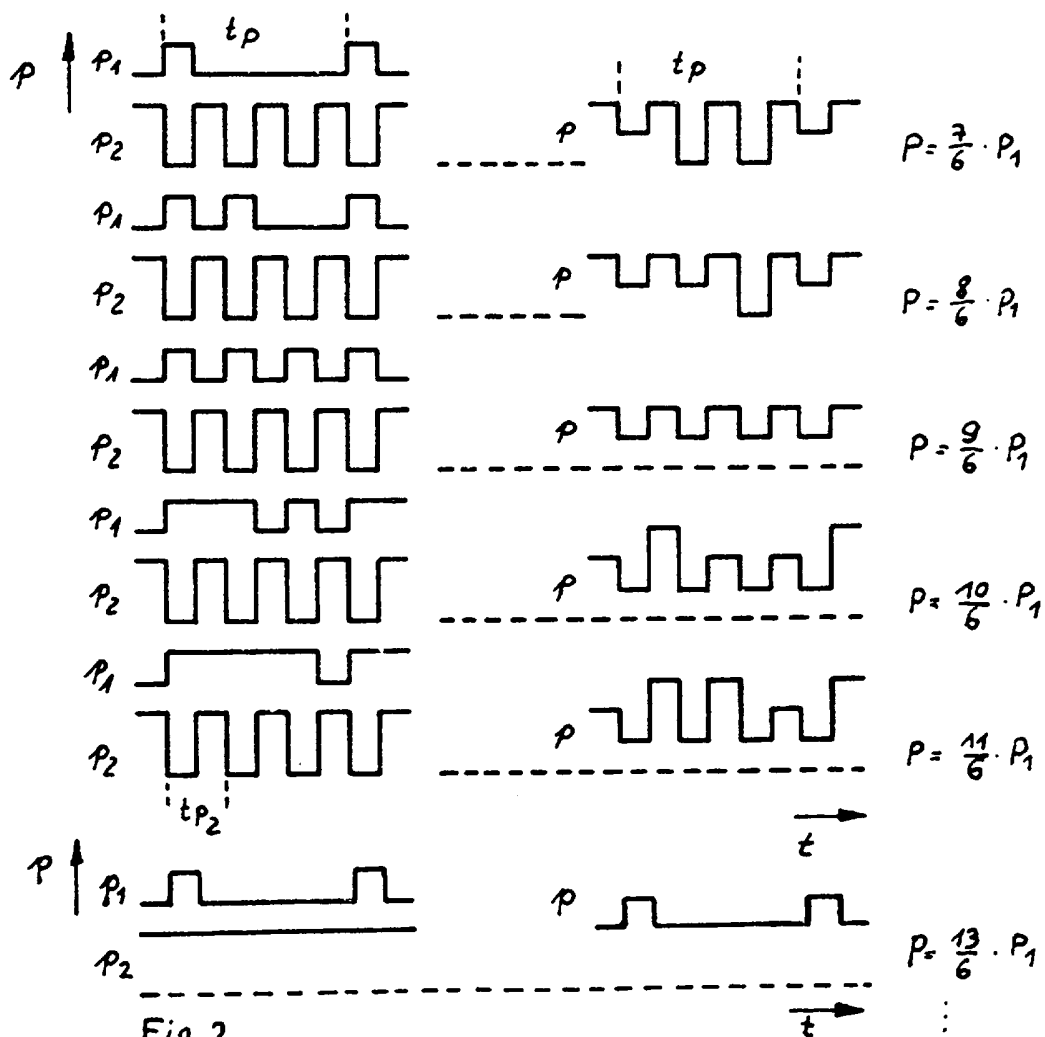 t_p
p p_1
t_p
p_2 p P = 7/6 · P_1
p_1
p_2 p P = 8/6 · P_1
p_1
p_2 p P = 9/6 · P_1
p_1
p_2 p P = 10/6 · P_1
p_1
p_2 p P = 11/6 · P_1
t_p2
t
p p_1 p
p_2 P = 13/6 · P_1
t
⋮
Fig. 2